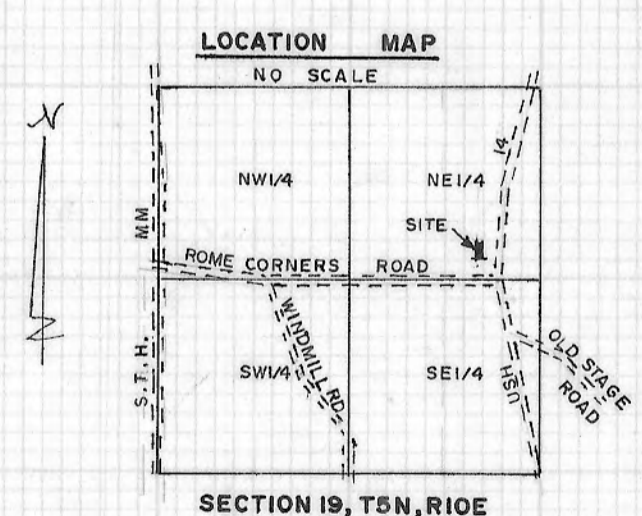 LOCATION MAP
NO SCALE
N
14
NW1/4
NE1/4
SITE
MM
ROME CORNERS ROAD
WINDMILL RD.
S.T.H.
SW1/4
SE1/4
USH
OLD STAGE
ROAD
SECTION 19, T5N, R10E